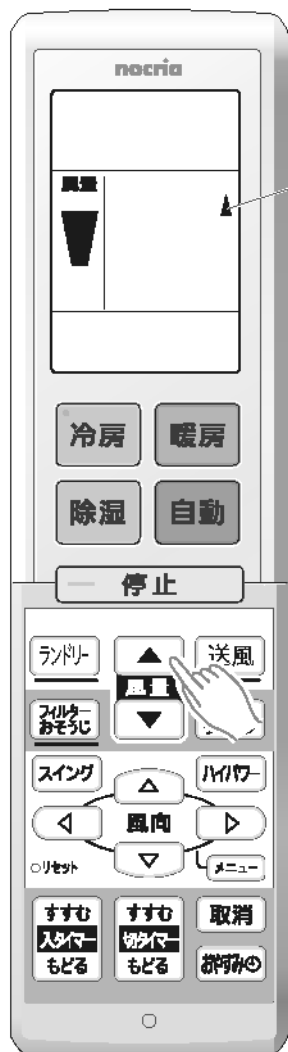 nocria
風量
冷房 暖房
除湿 自動
停止
ランドリー 送風
風量
フィルターおそうじ
スイング ハイパワー
風向
リセット メニュー
すすむ すすむ 取消
入タイマー 切タイマー
もどる もどる おやすみ